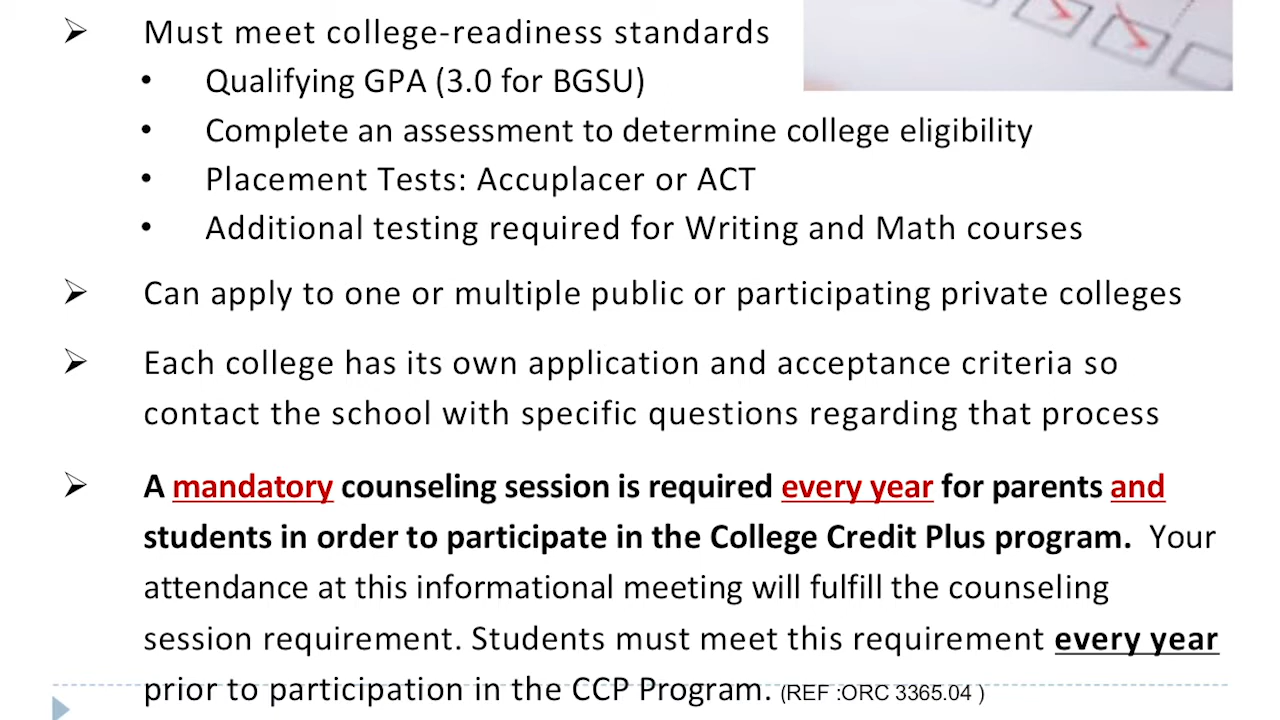 ➢ Must meet college-readiness standards
• Qualifying GPA (3.0 for BGSU)
• Complete an assessment to determine college eligibility
• Placement Tests: Accuplacer or ACT
• Additional testing required for Writing and Math courses
➢ Can apply to one or multiple public or participating private colleges
➢ Each college has its own application and acceptance criteria so
contact the school with specific questions regarding that process
➢ A mandatory counseling session is required every year for parents and
students in order to participate in the College Credit Plus program. Your
attendance at this informational meeting will fulfill the counseling
session requirement. Students must meet this requirement every year
prior to participation in the CCP Program. (REF :ORC 3365.04 )